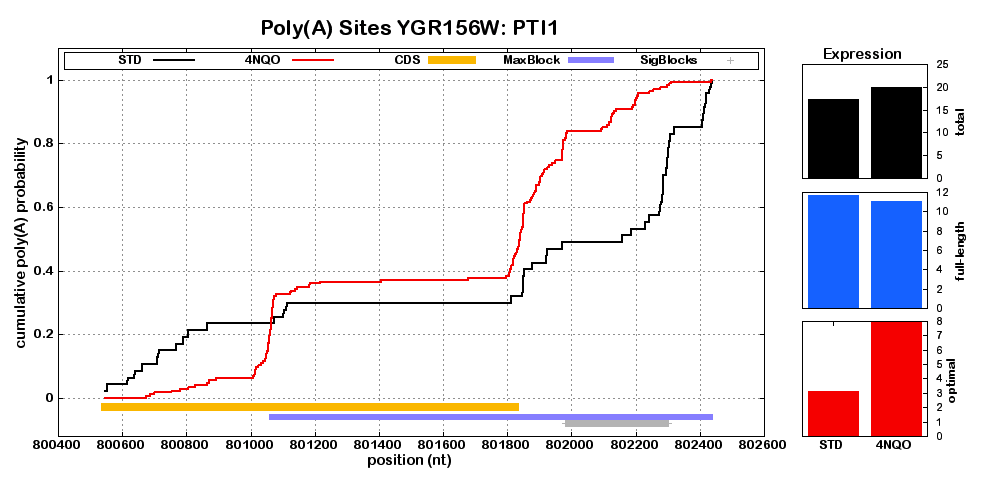 Poly(A) Sites YGR156W: PTI1
STD 4NQO CDS MaxBlock SigBlocks
cumulative poly(A) probability
1
0.8
0.6
0.4
0.2
0
800400 800600 800800 801000 801200 801400 801600 801800 802000 802200 802400 802600
position (nt)
Expression
25
20
15
10
5
0
total
12
10
8
6
4
2
0
full-length
8
7
6
5
4
3
2
1
0
optimal
STD 4NQO